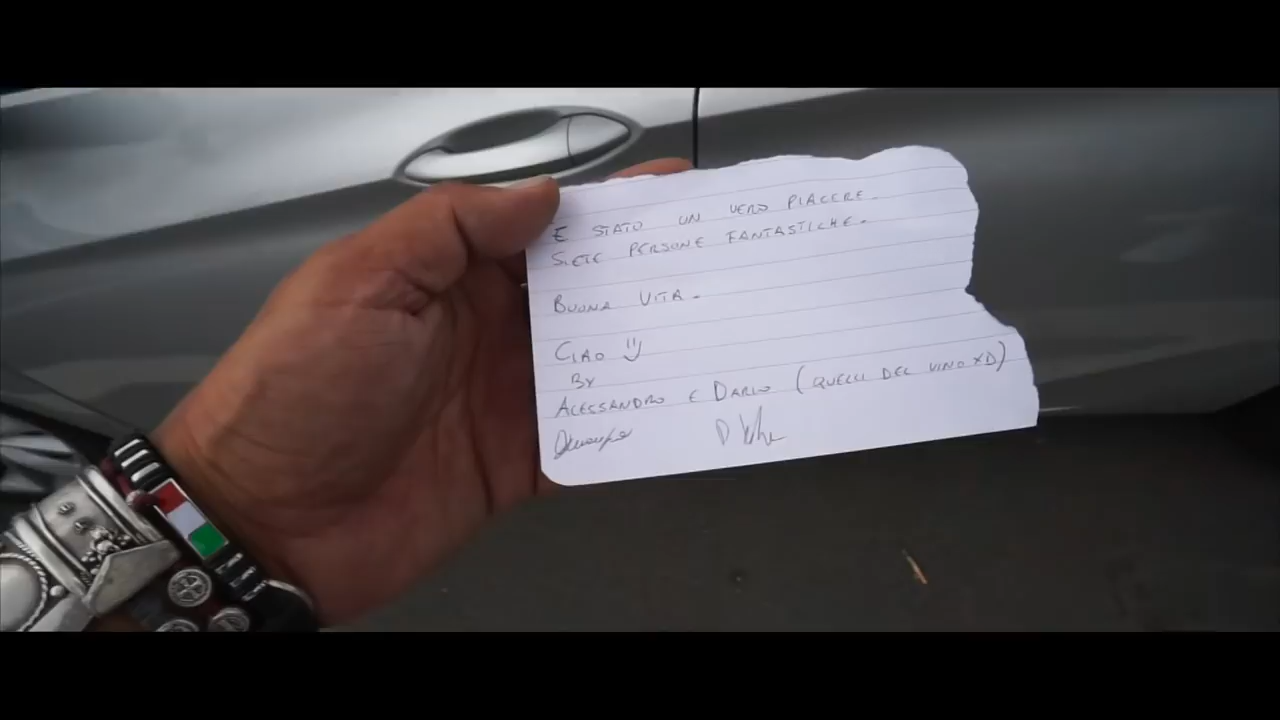 E STATO UN VERO PIACERE.
SIETE PERSONE FANTASTICHE.
BUONA VITA.
CIAO
BY
ALESSANDRO E DARIO (QUELLI DEL VINO XD)